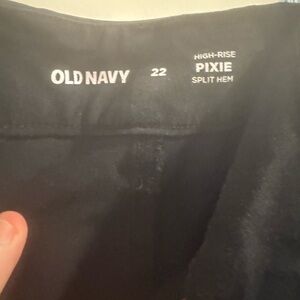 OLD NAVY 22
HIGH-RISE
PIXIE
SPLIT HEM